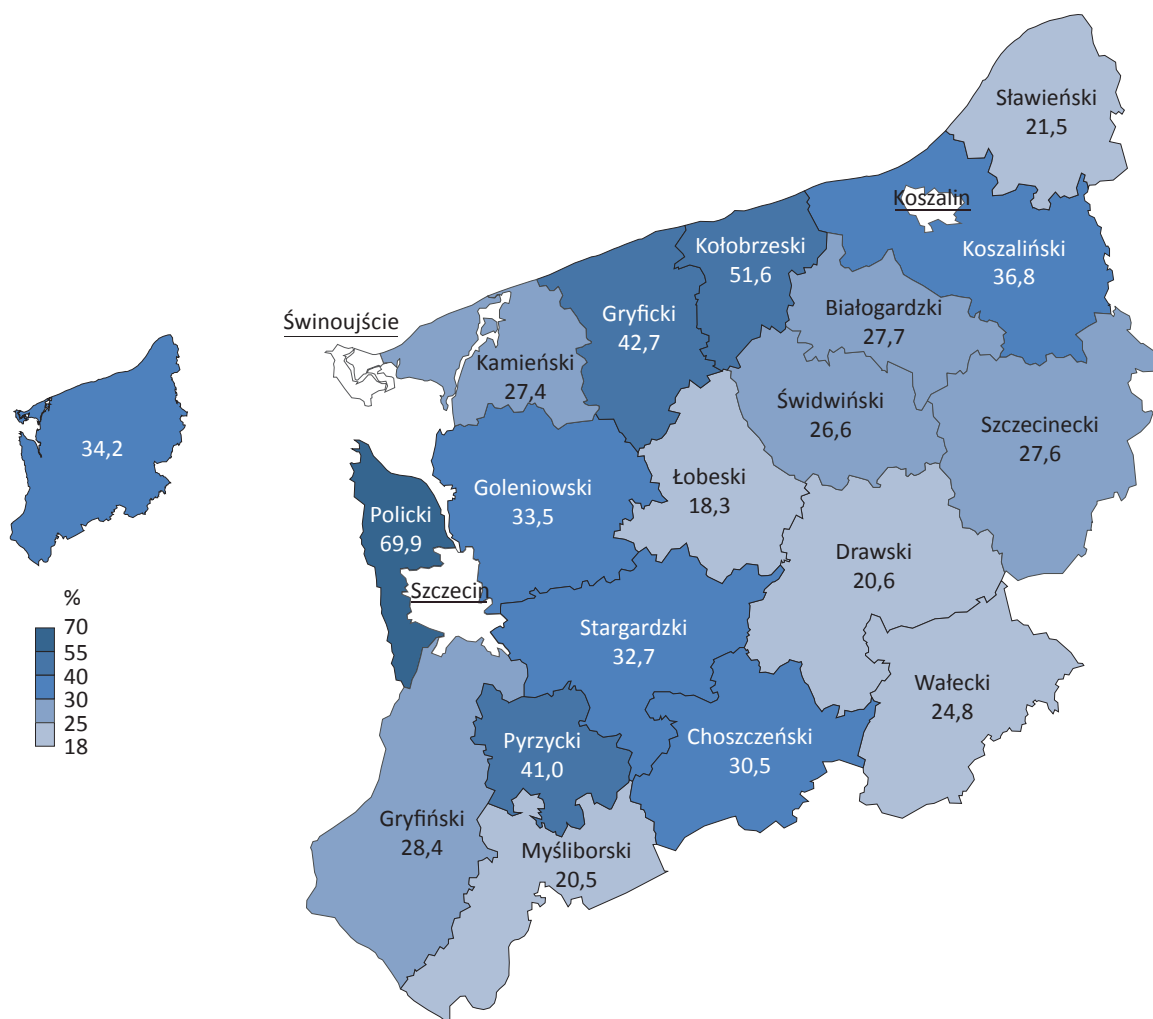 Sławieński
21,5
Koszalin
Koszaliński
36,8
Kołobrzeski
51,6
Białogardzki
27,7
Gryficki
42,7
Świnoujście
Kamieński
27,4
Świdwiński
26,6
Szczecinecki
27,6
34,2
Goleniowski
33,5
Łobeski
18,3
Policki
69,9
Drawski
20,6
Szczecin
%
70
55
40
30
25
18
Stargardzki
32,7
Wałecki
24,8
Pyrzycki
41,0
Choszczeński
30,5
Gryfiński
28,4
Myśliborski
20,5